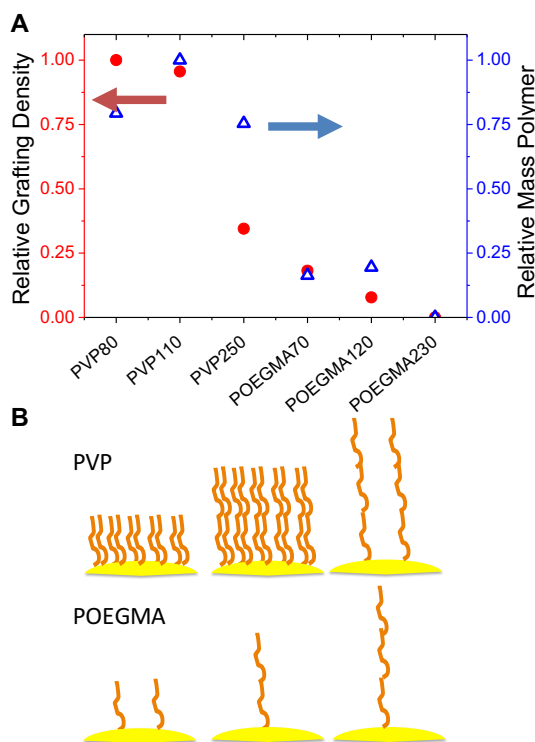 A
1.00
0.75
0.50
0.25
0.00
Relative Grafting Density
1.00
0.75
0.50
0.25
0.00
Relative Mass Polymer
PVP80
PVP110
PVP250
POEGMA70
POEGMA120
POEGMA230
B
PVP
POEGMA